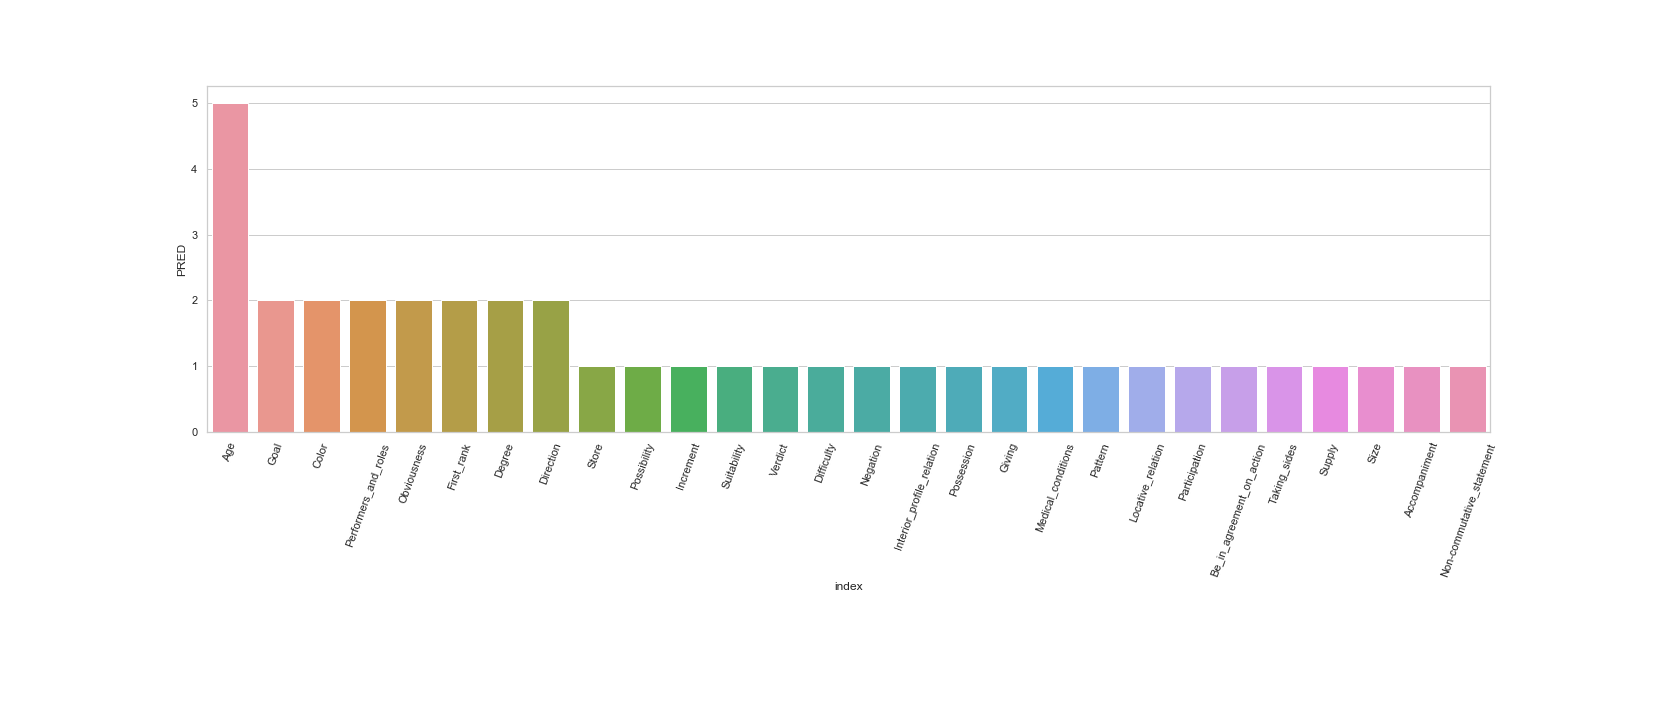 5
4
3
2
1
0
PRED
Age
Goal
Color
Performers_and_roles
Obviousness
First_rank
Degree
Direction
Store
Possibility
Increment
Suitability
Verdict
Difficulty
Negation
Interior_profile_relation
Possession
Giving
Medical_conditions
Pattern
Locative_relation
Participation
Be_in_agreement_on_action
Taking_sides
Supply
Size
Accompaniment
Non-commutative_statement
index